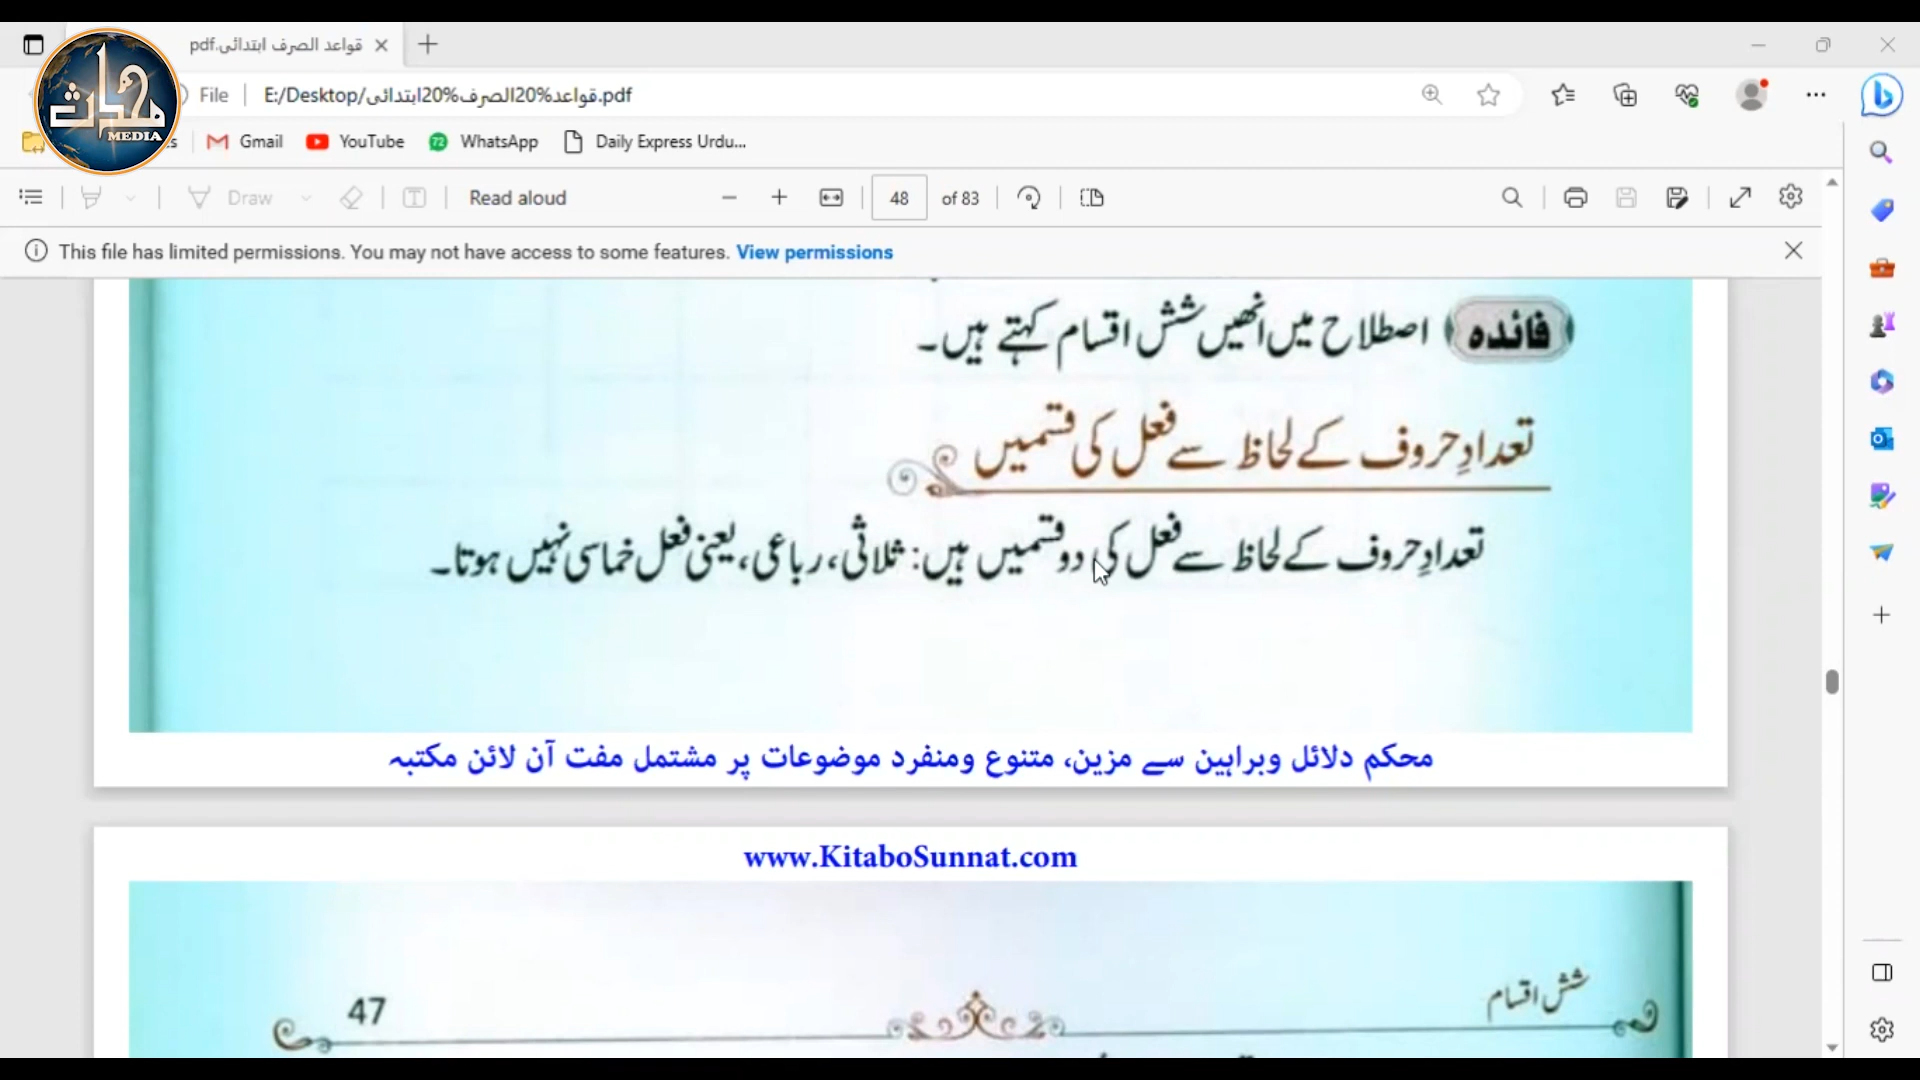 قواعد الصرف ابتدائی.pdf
File
E:/Desktop/قواعد%20الصرف%20ابتدائی.pdf
محدث
MEDIA
Gmail
YouTube
WhatsApp
Daily Express Urdu...
Draw
Read aloud
48 of 83
This file has limited permissions. You may not have access to some features. View permissions
فائدہ اصطلاح میں انھیں شش اقسام کہتے ہیں۔
تعدادِ حروف کے لحاظ سے فعل کی قسمیں
تعدادِ حروف کے لحاظ سے فعل کی دو قسمیں ہیں: ثلاثی، رباعی، یعنی فعل خماسی نہیں ہوتا۔
محکم دلائل وبراہین سے مزین، متنوع ومنفرد موضوعات پر مشتمل مفت آن لائن مکتبہ
www.KitaboSunnat.com
شش اقسام
47